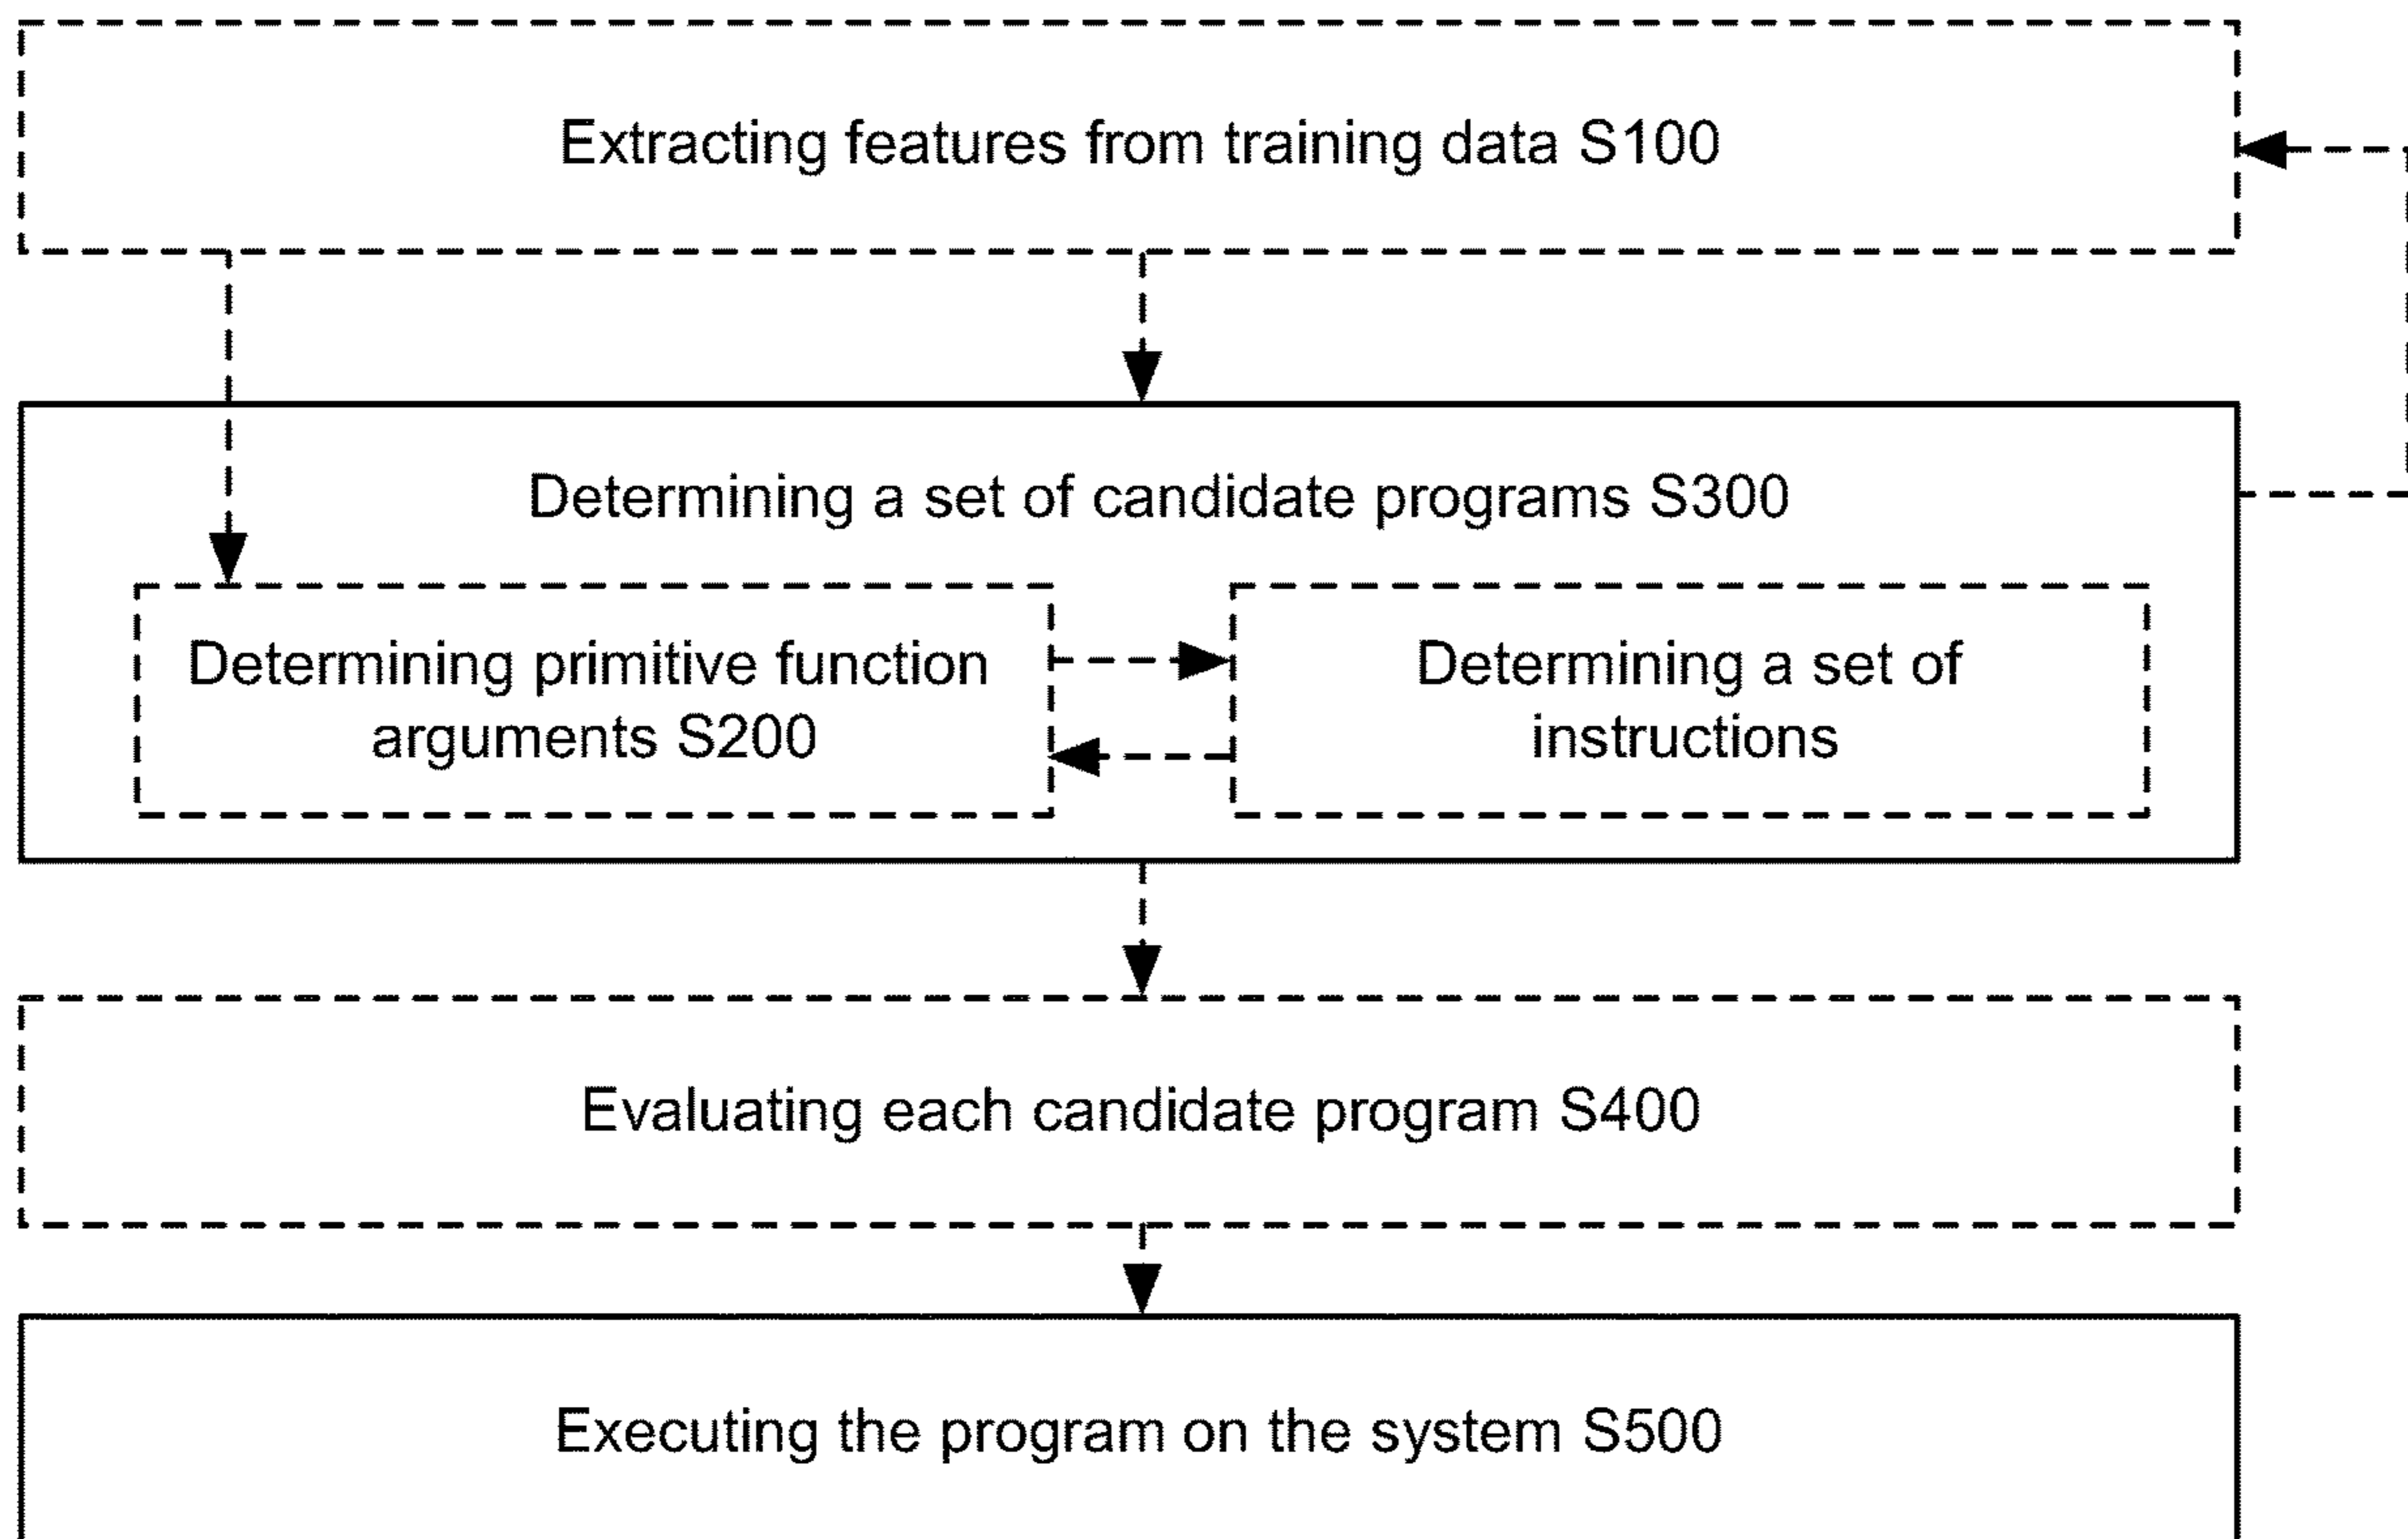 Extracting features from training data S100
Determining a set of candidate programs S300
Determining primitive function
arguments S200
Determining a set of
instructions
Evaluating each candidate program S400
Executing the program on the system S500